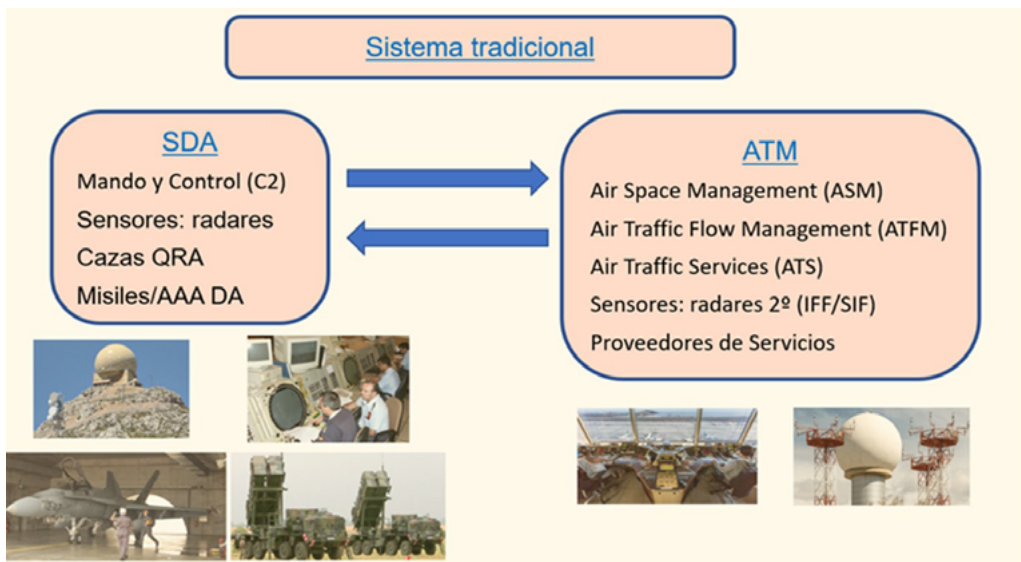 Sistema tradicional
SDA
Mando y Control (C2)
Sensores: radares
Cazas QRA
Misiles/AAA DA
ATM
Air Space Management (ASM)
Air Traffic Flow Management (ATFM)
Air Traffic Services (ATS)
Sensores: radares 2º (IFF/SIF)
Proveedores de Servicios